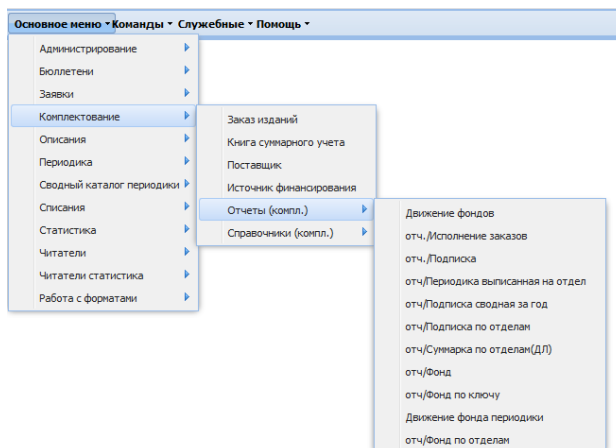 Основное меню Команды Служебные Помощь
Администрирование
Бюллетени
Заявки
Комплектование
Описания
Периодика
Сводный каталог периодики
Списания
Статистика
Читатели
Читатели статистика
Работа с форматами
Заказ изданий
Книга суммарного учета
Поставщик
Источник финансирования
Отчеты (компл.)
Справочники (компл.)
Движение фондов
отч./Исполнение заказов
отч./Подписка
отч/Периодика выписанная на отдел
отч/Подписка сводная за год
отч/Подписка по отделам
отч/Суммарка по отделам(ДЛ)
отч/Фонд
отч/Фонд по ключу
Движение фонда периодики
отч/Фонд по отделам